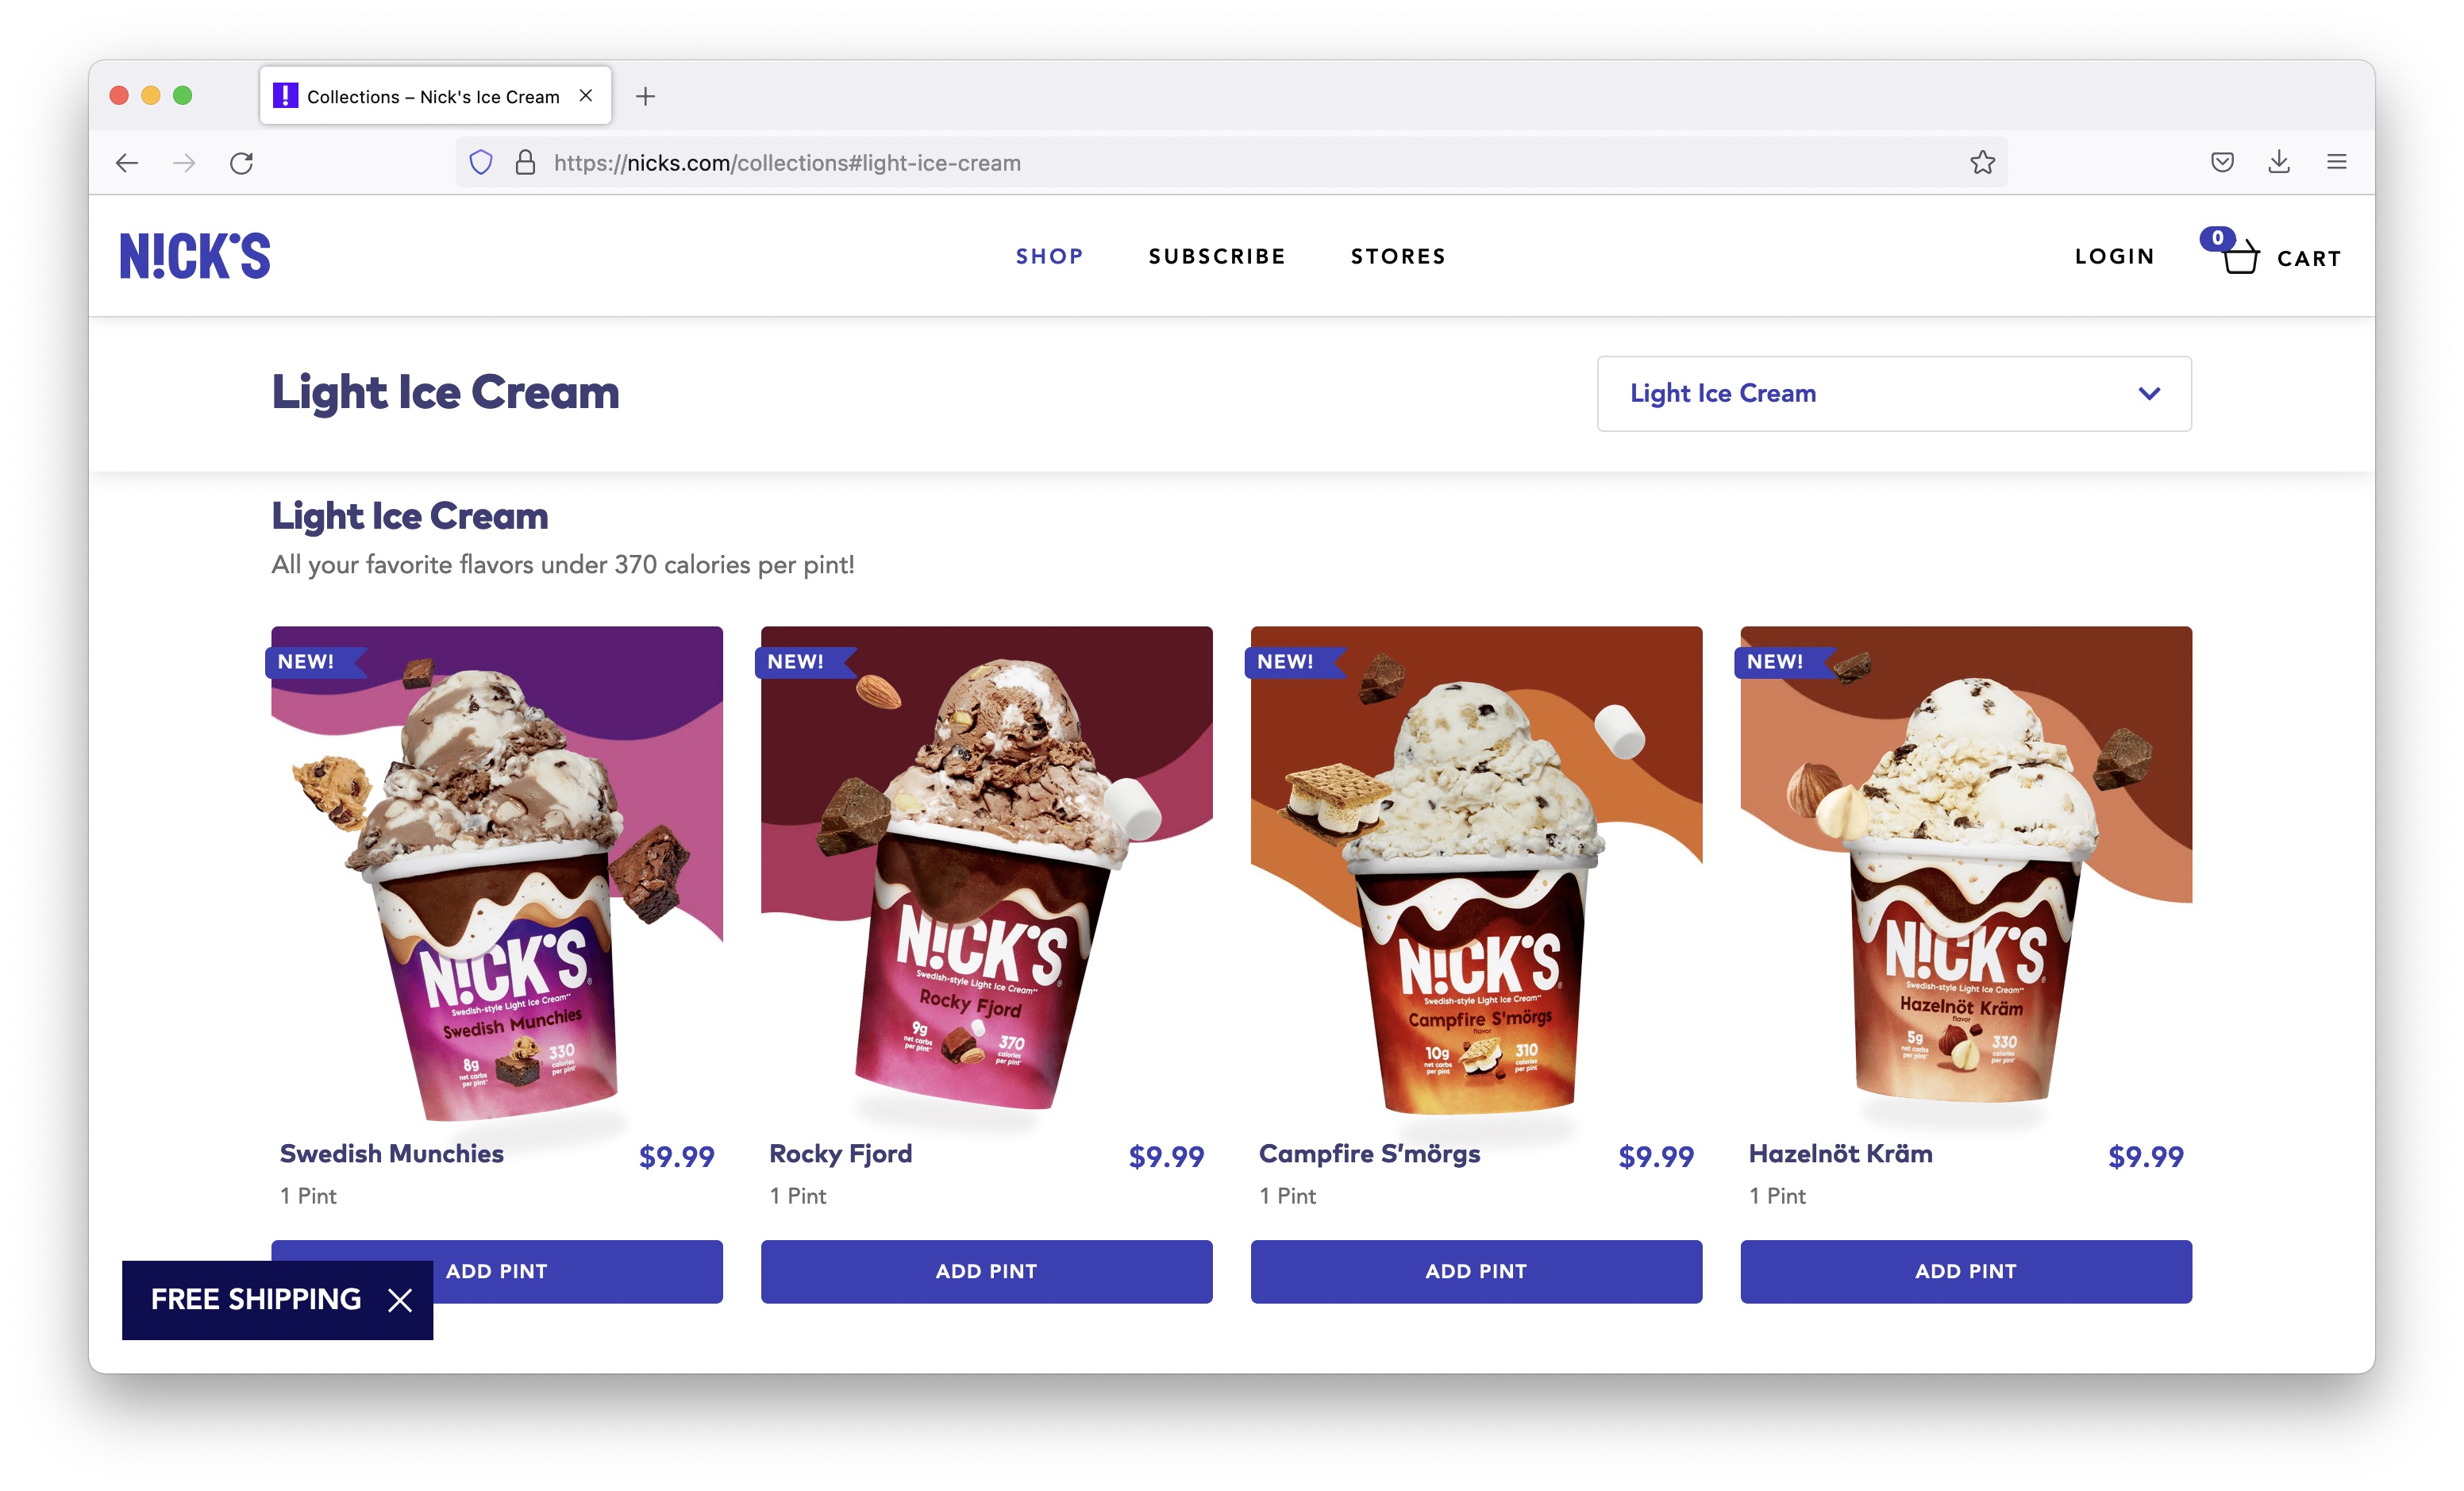 Collections – Nick's Ice Cream
https://nicks.com/collections#light-ice-cream
N!CK'S
SHOP SUBSCRIBE STORES
LOGIN 0 CART
Light Ice Cream
Light Ice Cream
Light Ice Cream
All your favorite flavors under 370 calories per pint!
NEW!
N!CK'S®
Swedish-style Light Ice Cream**
Swedish Munchies
8g
net carbs
per pint*
330
calories
per pint*
Swedish Munchies $9.99
1 Pint
ADD PINT
NEW!
N!CK'S®
Swedish-style Light Ice Cream**
Rocky Fjord
9g
net carbs
per pint*
370
calories
per pint*
Rocky Fjord $9.99
1 Pint
ADD PINT
NEW!
N!CK'S®
Swedish-style Light Ice Cream**
Campfire S'mörgs
flavor
10g
net carbs
per pint
310
calories
per pint
Campfire S’mörgs $9.99
1 Pint
ADD PINT
NEW!
N!CK'S®
Swedish-style Light Ice Cream**
Hazelnöt Kräm
flavor
5g
net carbs
per pint*
330
calories
per pint*
Hazelnöt Kräm $9.99
1 Pint
ADD PINT
FREE SHIPPING